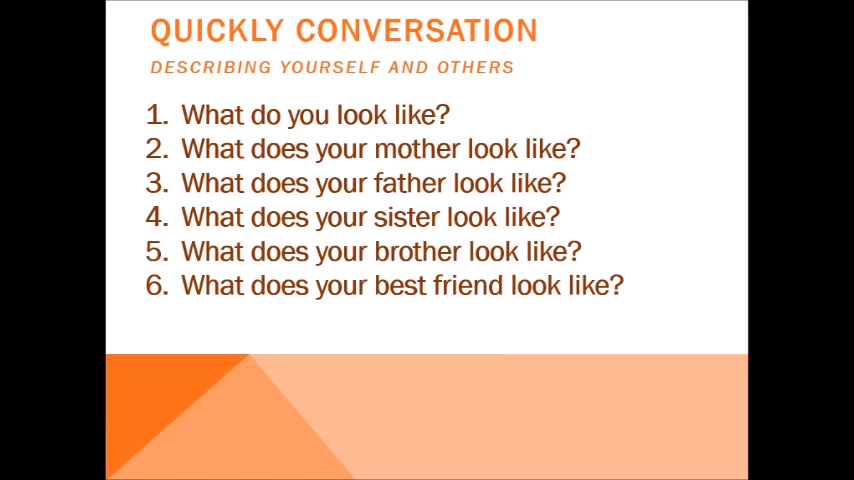 QUICKLY CONVERSATION
DESCRIBING YOURSELF AND OTHERS
1. What do you look like?
2. What does your mother look like?
3. What does your father look like?
4. What does your sister look like?
5. What does your brother look like?
6. What does your best friend look like?